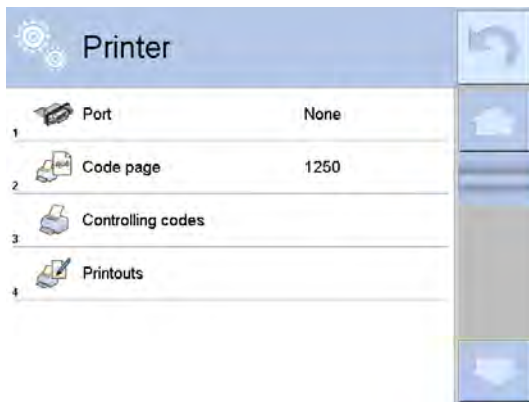 Printer
1 Port None
2 Code page 1250
3 Controlling codes
4 Printouts